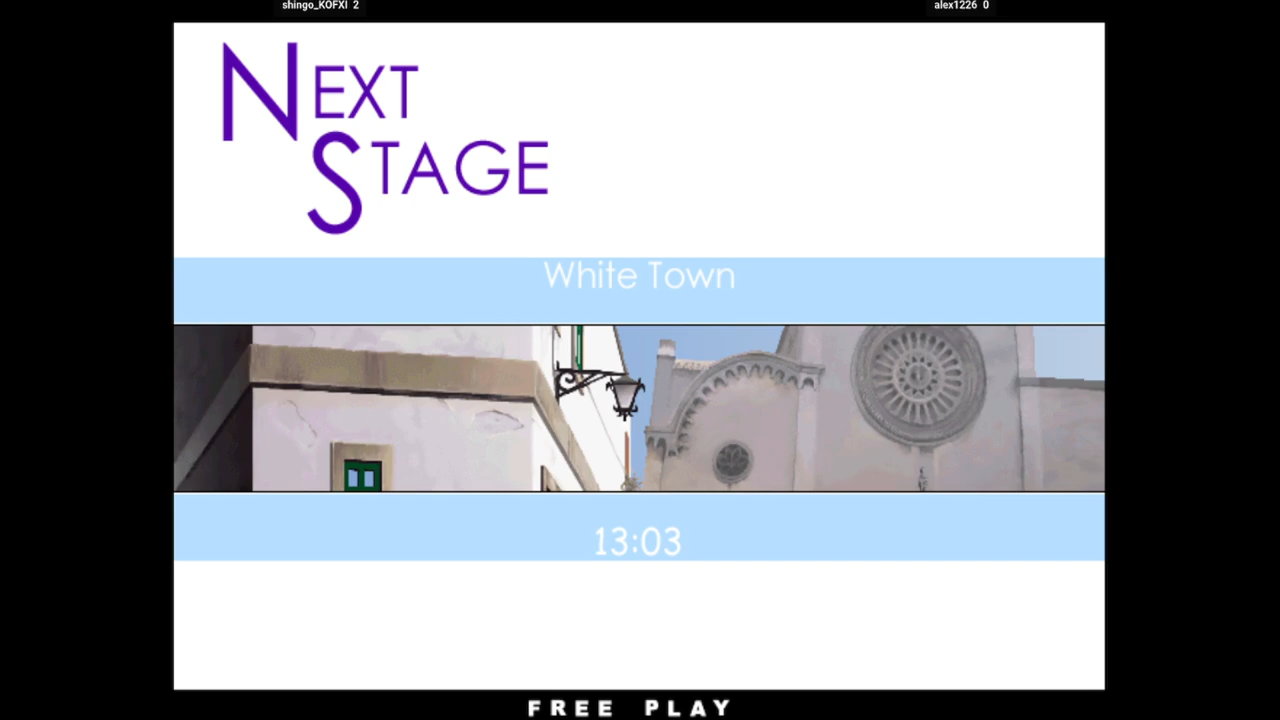 shingo_KOFXI 2
alex1226 0
NEXT
STAGE
White Town
13:03
FREE PLAY